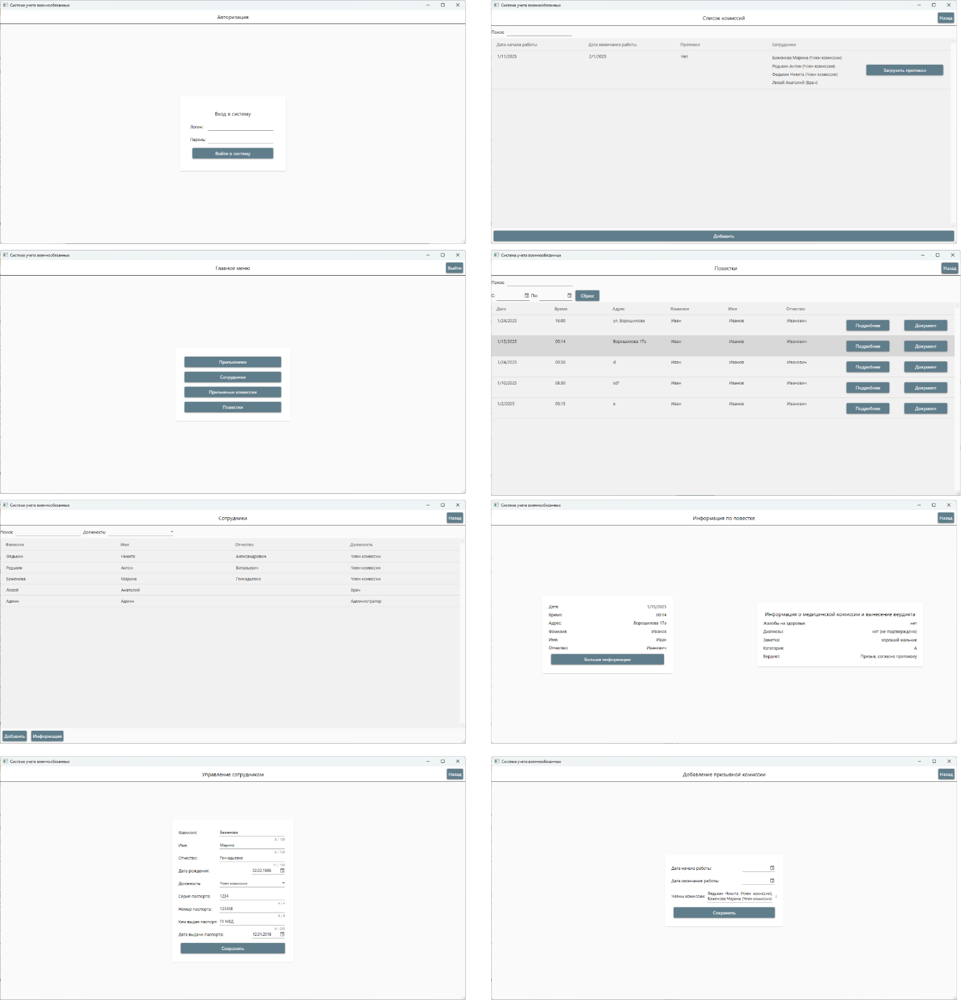 Система учета военнообязанных
Авторизация
Вход в систему
Логин:
Пароль:
Войти в систему
Система учета военнообязанных
Список комиссий
Назад
Поиск:
Дата начала работы Дата окончания работы Протокол Сотрудники
1/11/2025 2/1/2025 Нет Баженова Марина (Член комиссии)
Редькин Антон (Член комиссии)
Федькин Никита (Член комиссии)
Лихой Анатолий (Врач)
Загрузить протокол
Добавить
Система учета военнообязанных
Главное меню
Выйти
Призывники
Сотрудники
Призывные комиссии
Повестки
Система учета военнообязанных
Повестки
Назад
Поиск:
С: По: Сброс
Дата Время Адрес Фамилия Имя Отчество
1/24/2025 16:00 ул. Ворошилова Иван Иванов Иванович Подробнее Документ
1/15/2025 00:14 Ворошилова 17а Иван Иванов Иванович Подробнее Документ
1/24/2025 00:30 d Иван Иванов Иванович Подробнее Документ
1/10/2025 08:30 sdf Иван Иванов Иванович Подробнее Документ
1/2/2025 09:15 e Иван Иванов Иванович Подробнее Документ
Система учета военнообязанных
Сотрудники
Назад
Поиск: Должность:
Фамилия Имя Отчество Должность
Федькин Никита Александрович Член комиссии
Редькин Антон Витальевич Член комиссии
Баженова Марина Геннадьевна Член комиссии
Лихой Анатолий Врач
Админ Админ Администратор
Добавить Информация
Система учета военнообязанных
Информация по повестке
Назад
Дата: 1/15/2025
Время: 00:14
Адрес: Ворошилова 17а
Фамилия: Иванов
Имя: Иван
Отчество: Иванович
Больше информации
Информация о медицинской комиссии и вынесение вердикта
Жалобы на здоровье: нет
Диагнозы: нет (не подтверждено)
Заметка: хороший мальчик
Категория: А
Вердикт: Призыв, согласно протоколу
Система учета военнообязанных
Управление сотрудником
Назад
Фамилия: Баженова
8 / 100
Имя: Марина
6 / 100
Отчество: Геннадьевна
11 / 100
Дата рождения: 02.02.1986
Должность: Член комиссии
Серия паспорта: 1234
4 / 4
Номер паспорта: 123458
6 / 6
Кем выдан паспорт: ГУ МВД
6 / 200
Дата выдачи паспорта: 12.01.2018
Сохранить
Система учета военнообязанных
Добавление призывной комиссии
Назад
Дата начала работы:
Дата окончания работы:
Члены комиссии: Федькин Никита (Член комиссии),
Баженова Марина (Член комиссии)
Сохранить